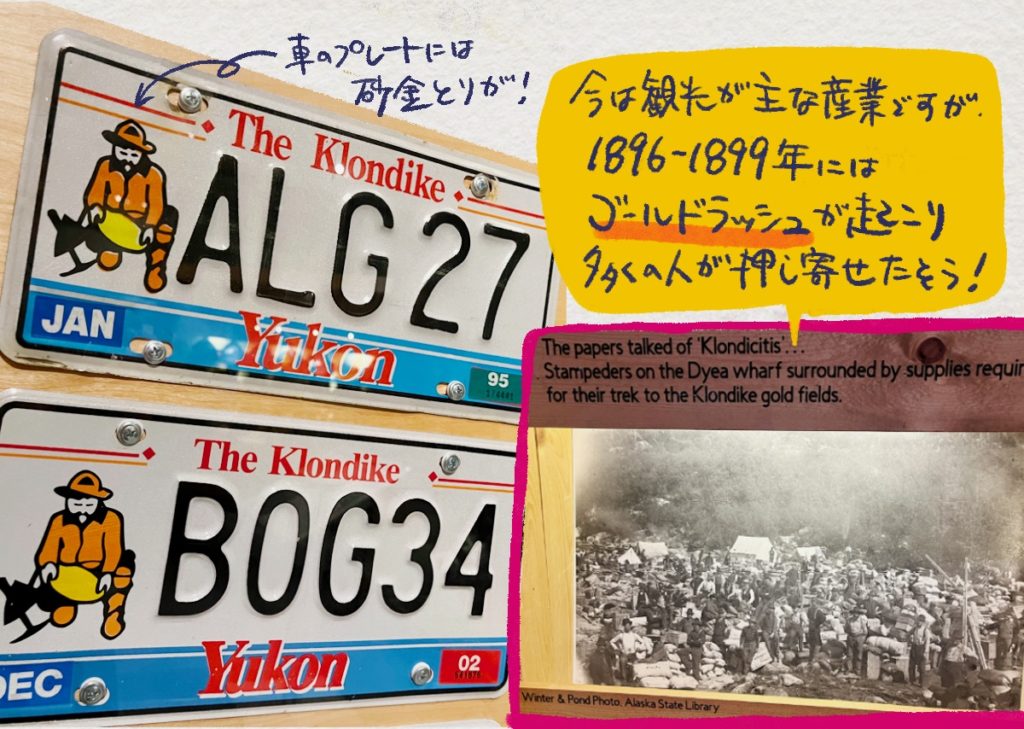 車のプレートには
砂金とりが!
今は観光が主な産業ですが、
1896-1899年には
ゴールドラッシュが起こり
多くの人が押し寄せたそう!
The Klondike
ALG27
JAN
Yukon
95
The Klondike
BOG34
DEC
Yukon
02
541876
The papers talked of 'Klondicitis'...
Stampeders on the Dyea wharf surrounded by supplies requir
for their trek to the Klondike gold fields.
Winter & Pond Photo, Alaska State Library